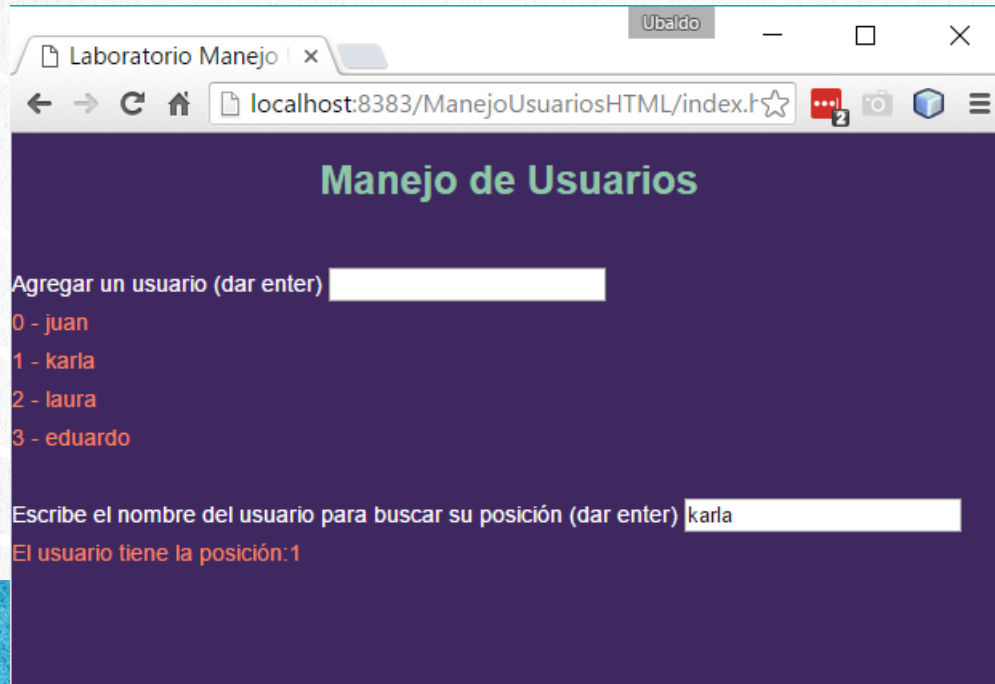 Ubaldo
Laboratorio Manejo
localhost:8383/ManejoUsuariosHTML/index.h
2
Manejo de Usuarios
Agregar un usuario (dar enter)
0 - juan
1 - karla
2 - laura
3 - eduardo
Escribe el nombre del usuario para buscar su posición (dar enter) karla
El usuario tiene la posición:1